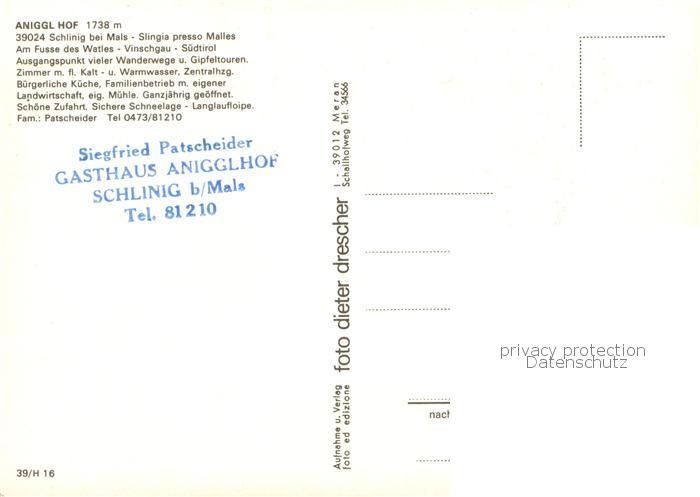 ANIGGL HOF 1738 m
39024 Schlinig bei Mals - Slingia presso Malles
Am Fusse des Watles - Vinschgau - Südtirol
Ausgangspunkt vieler Wanderwege u. Gipfeltouren.
Zimmer m. fl. Kalt - u. Warmwasser, Zentralhzg.
Bürgerliche Küche, Familienbetrieb m. eigener
Landwirtschaft, eig. Mühle. Ganzjährig geöffnet.
Schöne Zufahrt. Sichere Schneelage - Langlaufloipe.
Fam.: Patscheider Tel 0473/81210
Siegfried Patscheider
GASTHAUS ANIGGLHOF
SCHLINIG b/Mals
Tel. 81210
39/H 16
Aufnahme u. Verlag
foto ed edizione
foto dieter drescher
I - 39012 Meran
Schallhofweg Tel. 34566
nach
privacy protection
Datenschutz